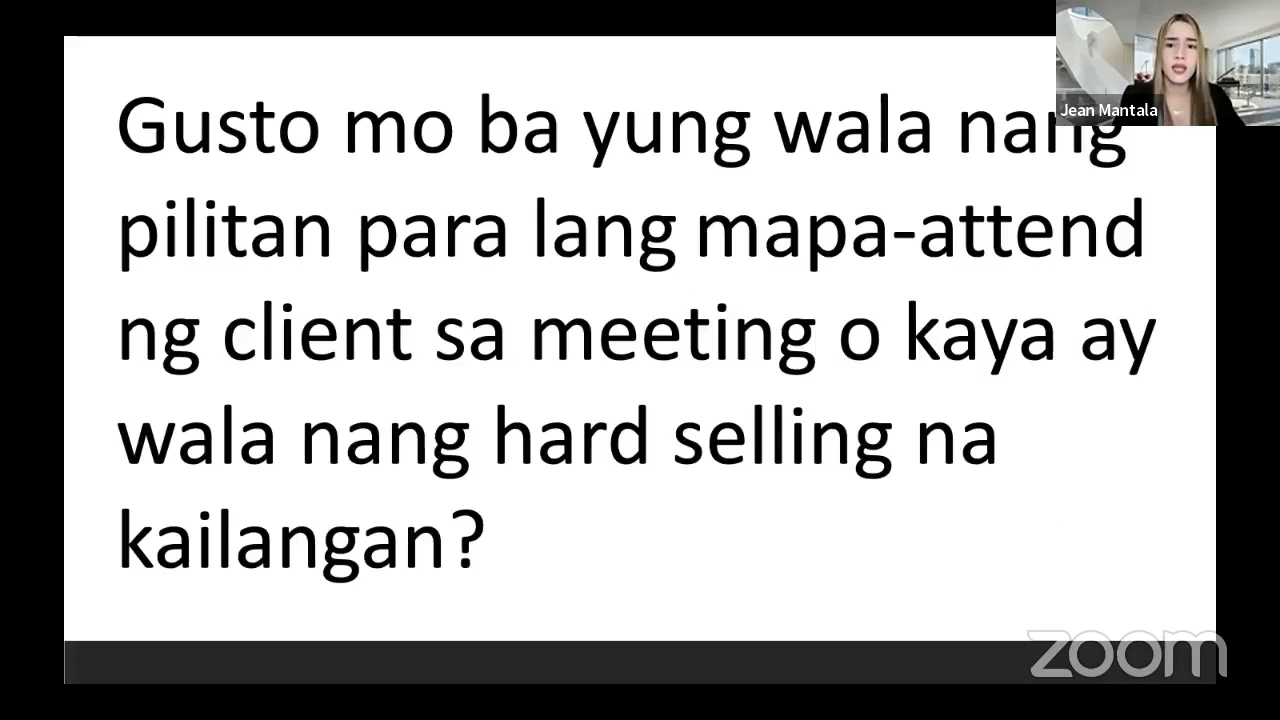 Jean Mantala
Gusto mo ba yung wala nang
pilitan para lang mapa-attend
ng client sa meeting o kaya ay
wala nang hard selling na
kailangan?
zoom